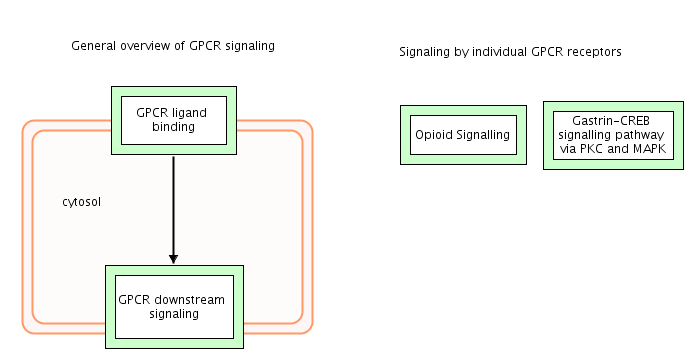 General overview of GPCR signaling
Signaling by individual GPCR receptors
GPCR ligand
binding
Opioid Signalling
Gastrin-CREB
signalling pathway
via PKC and MAPK
cytosol
GPCR downstream
signaling